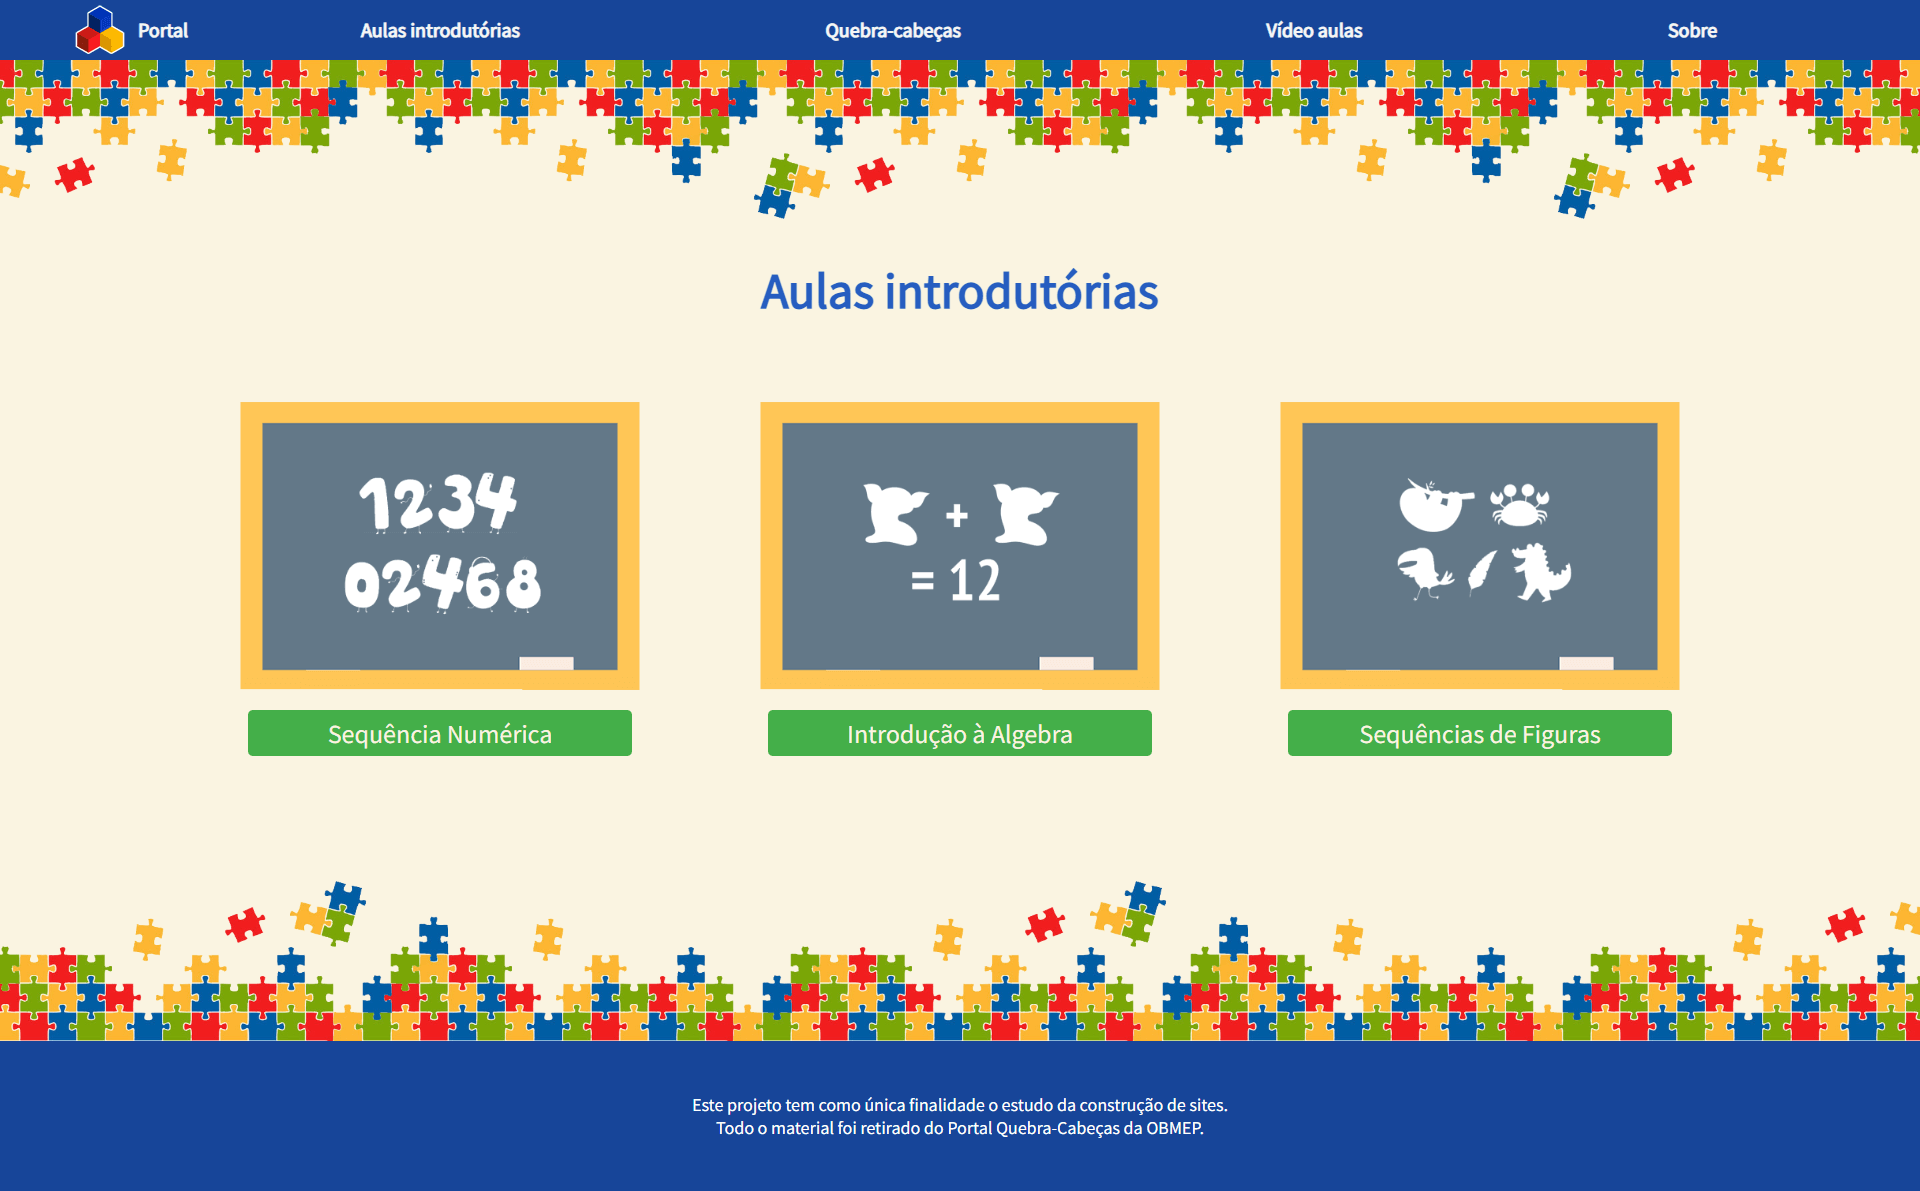 Portal
Aulas introdutórias
Quebra-cabeças
Vídeo aulas
Sobre
Aulas introdutórias
1234
02468
+
= 12
Sequência Numérica
Introdução à Algebra
Sequências de Figuras
Este projeto tem como única finalidade o estudo da construção de sites.
Todo o material foi retirado do Portal Quebra-Cabeças da OBMEP.